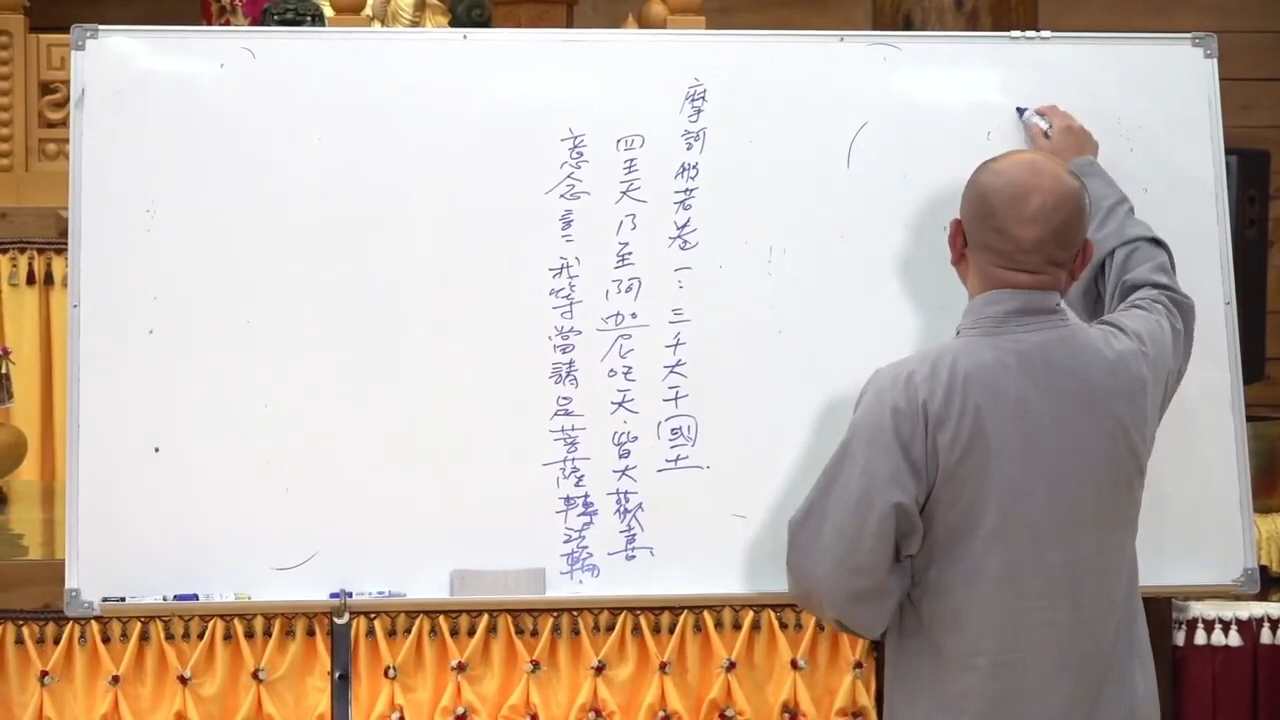 摩訶般若卷一：三千大千國土
四王天乃至阿迦尼吒天.皆大歡喜
意念言：我等當請是菩薩轉法輪.